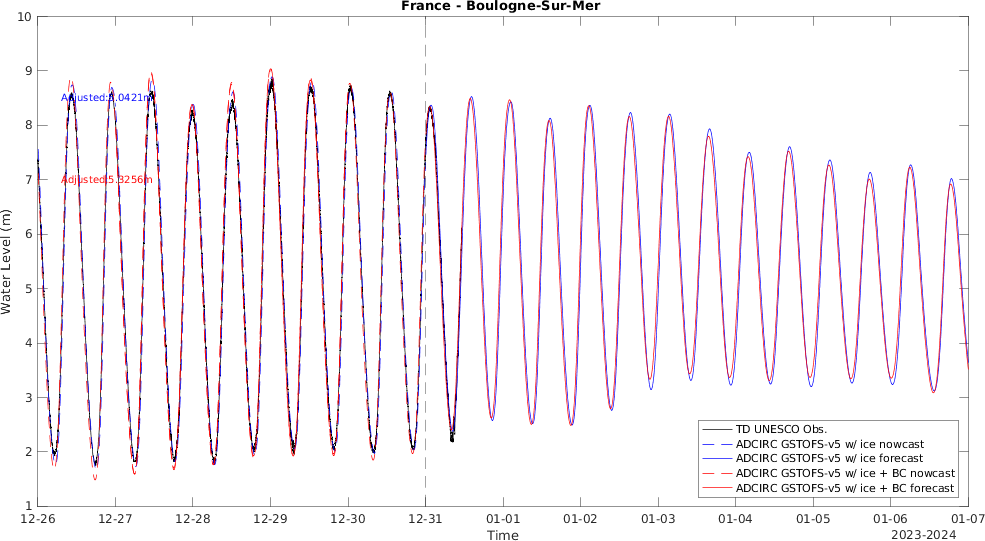 France - Boulogne-Sur-Mer
10
9
8
7
6
5
4
3
2
1
Water Level (m)
Adjusted:5.3256m
12-26
12-27
12-28
12-29
12-30
12-31
01-01
01-02
01-03
01-04
01-05
01-06
01-07
Time
2023-2024
TD UNESCO Obs.
ADCIRC GSTOFS-v5 w/ ice nowcast
ADCIRC GSTOFS-v5 w/ ice forecast
ADCIRC GSTOFS-v5 w/ ice + BC nowcast
ADCIRC GSTOFS-v5 w/ ice + BC forecast